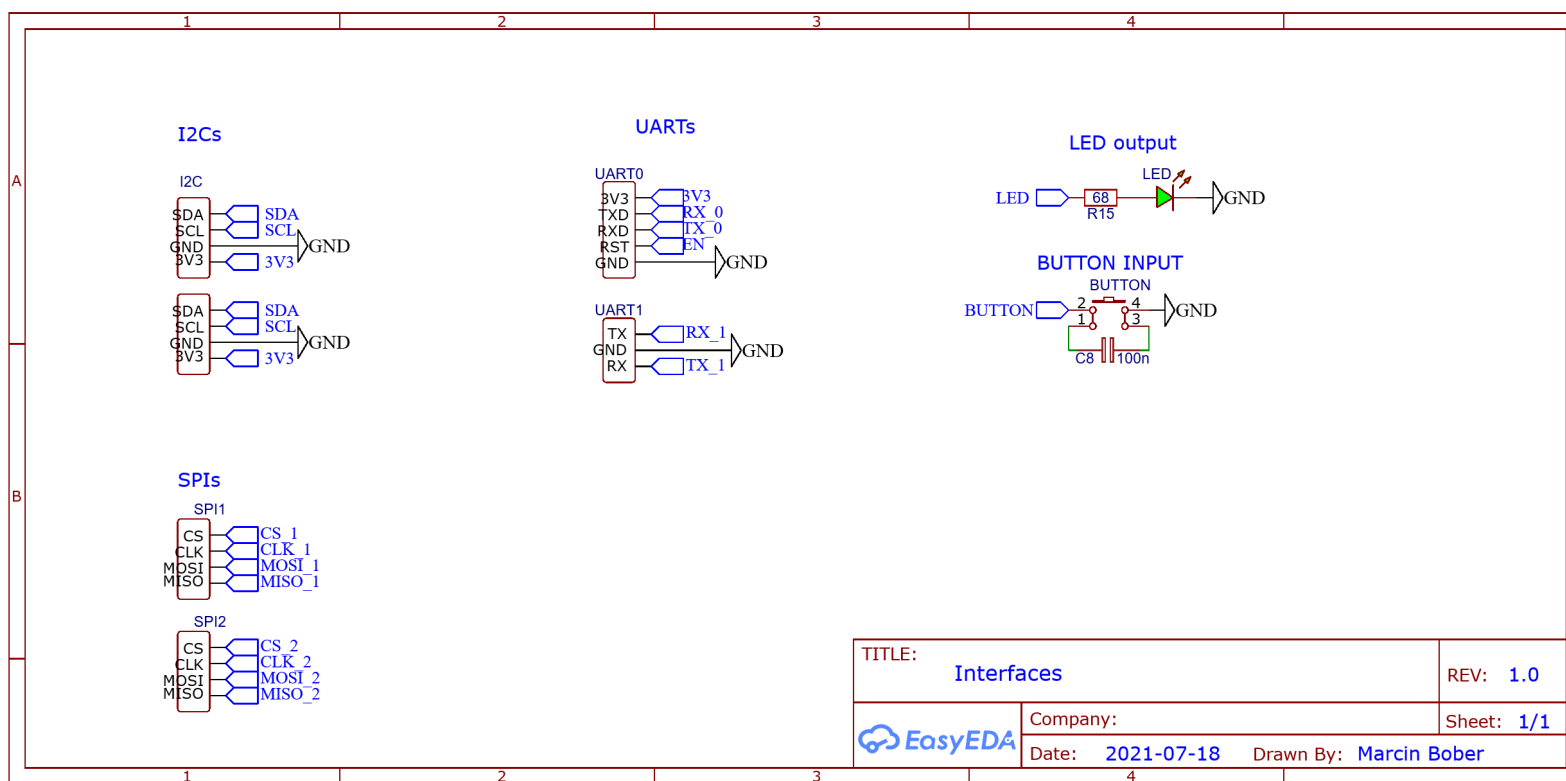 1 2 3 4
A
B
I2Cs
I2C
SDA SDA
SCL SCL
GND GND
3V3 3V3
SDA SDA
SCL SCL
GND GND
3V3 3V3
SPIs
SPI1
CS CS_1
CLK CLK_1
MOSI MOSI_1
MISO MISO_1
SPI2
CS CS_2
CLK CLK_2
MOSI MOSI_2
MISO MISO_2
UARTs
UART0
3V3 3V3
TXD RX_0
RXD TX_0
RST EN
GND GND
UART1
TX RX_1
GND GND
RX TX_1
LED output
LED
LED 68 GND
R15
BUTTON INPUT
BUTTON
BUTTON 2 4 GND
1 3
C8 100n
TITLE:
Interfaces
REV: 1.0
EasyEDA
Company:
Sheet: 1/1
Date: 2021-07-18 Drawn By: Marcin Bober
1 2 3 4